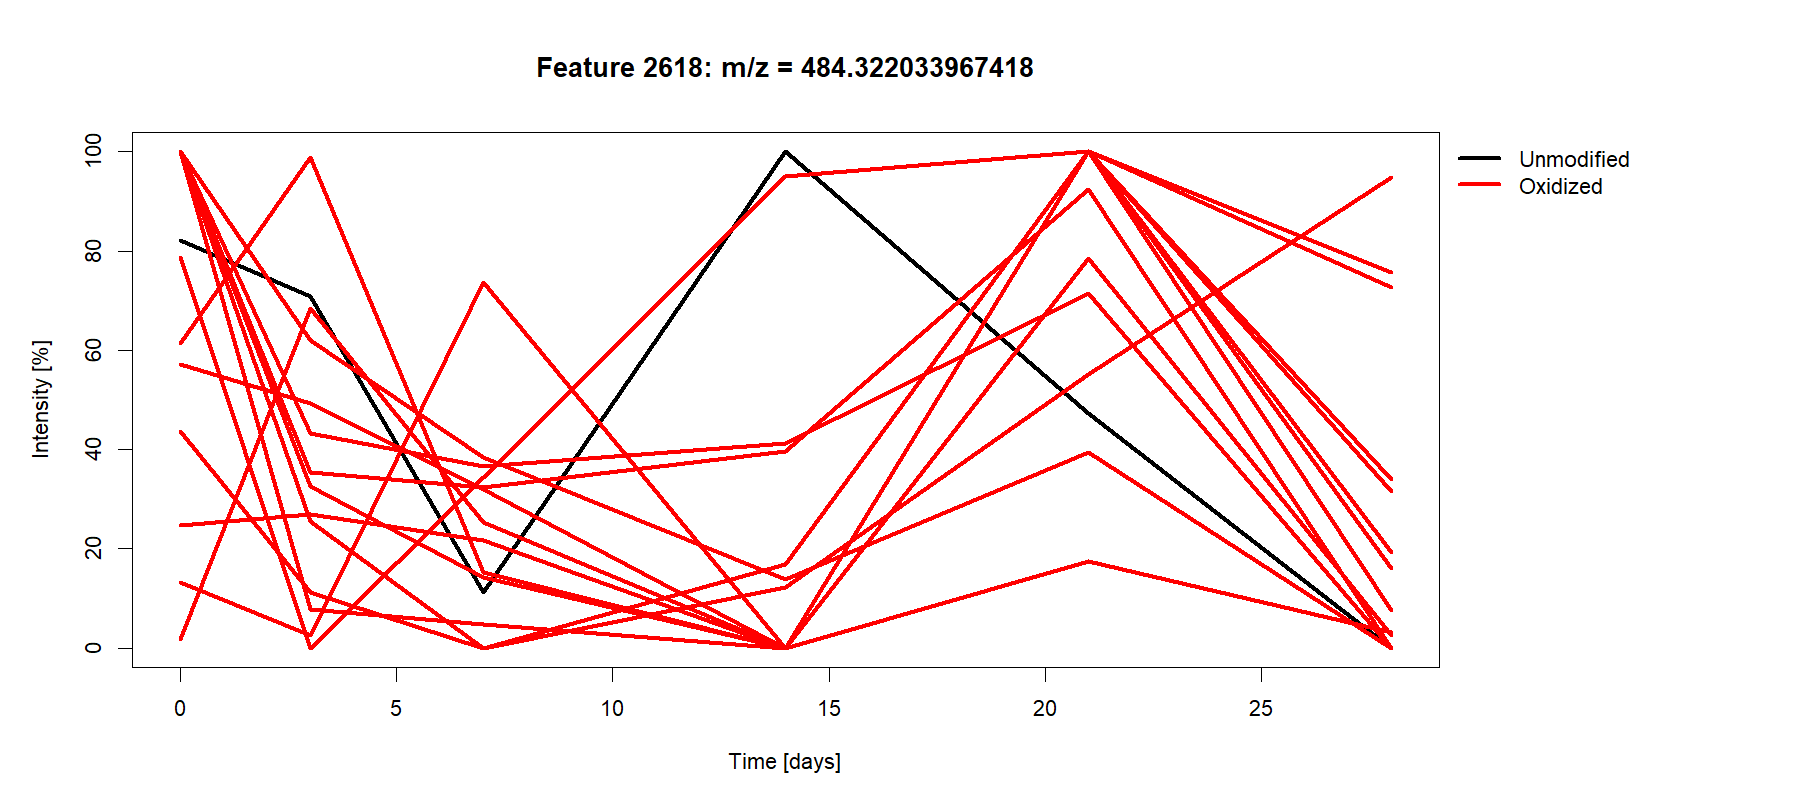 Feature 2618: m/z = 484.322033967418
Unmodified
Oxidized
Intensity [%]
100
80
60
40
20
0
0 5 10 15 20 25
Time [days]